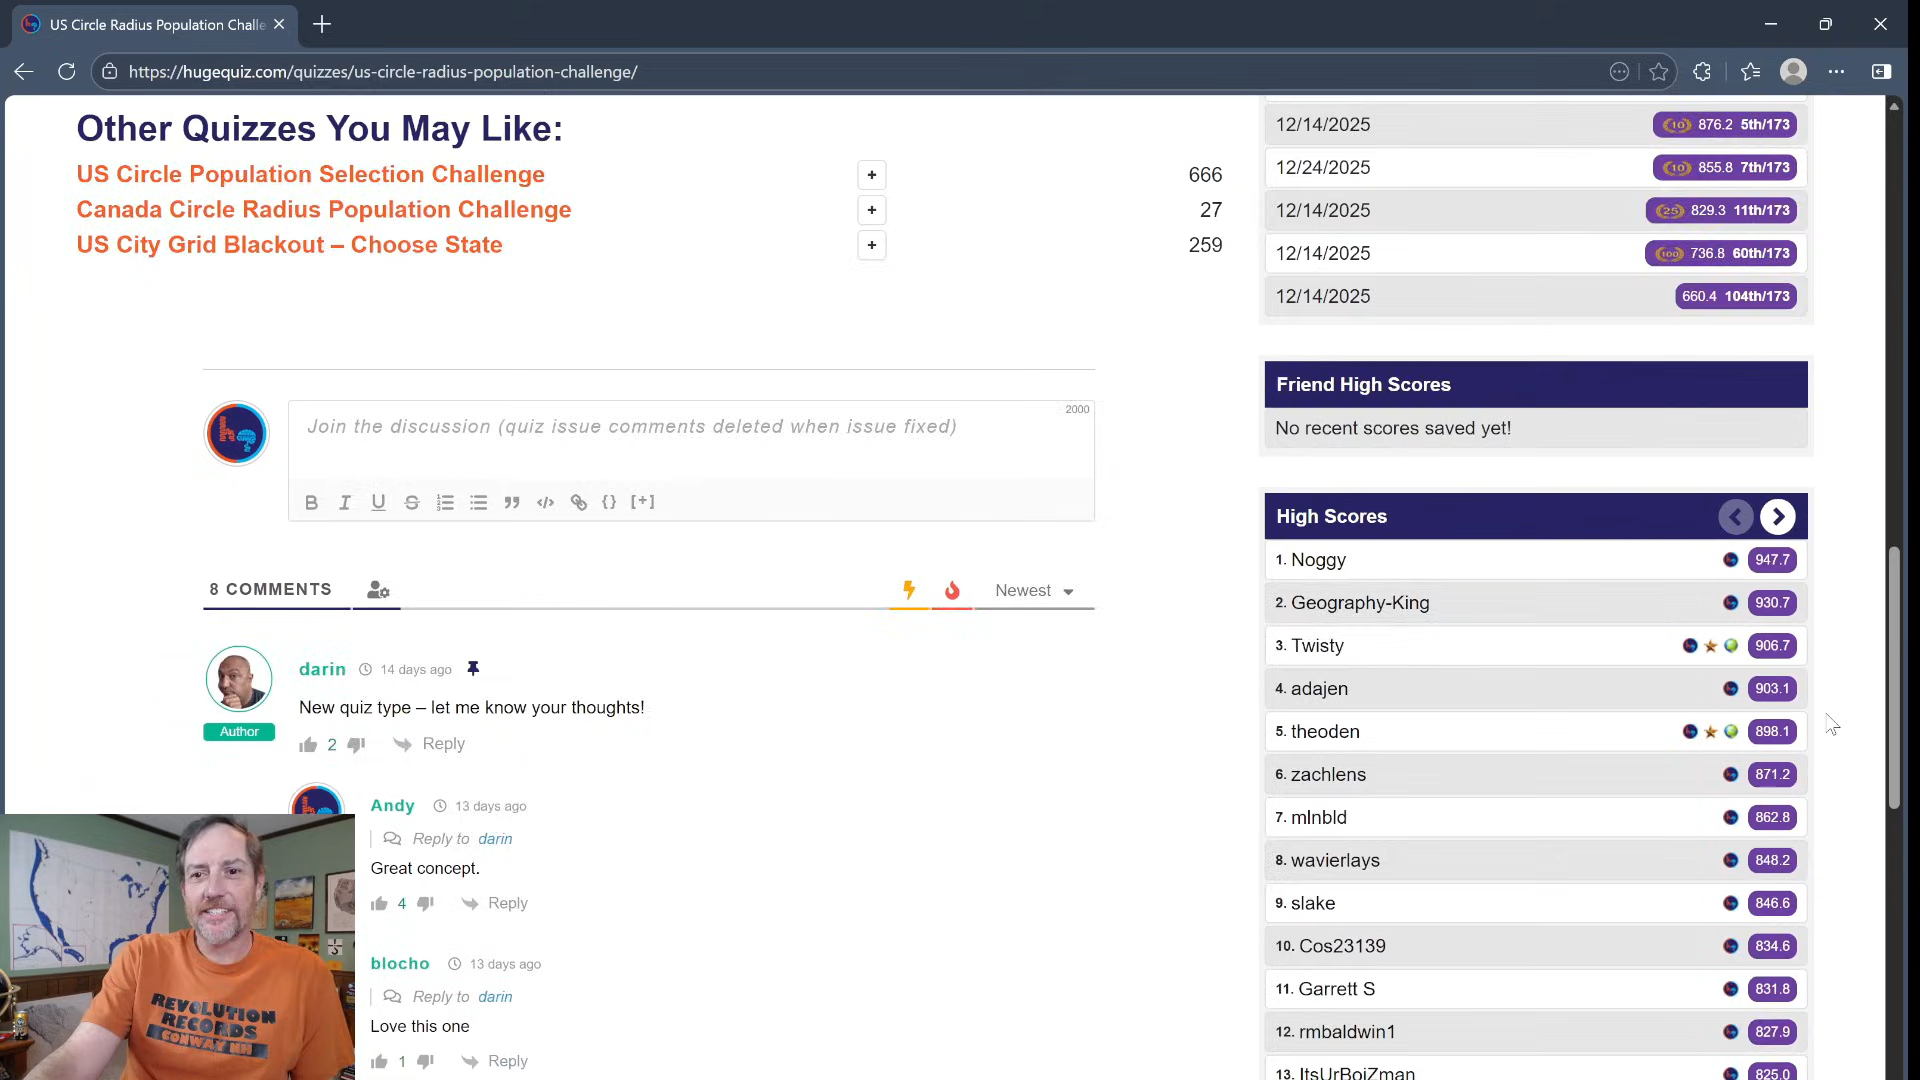 US Circle Radius Population Challe
https://hugequiz.com/quizzes/us-circle-radius-population-challenge/
Other Quizzes You May Like:
US Circle Population Selection Challenge + 666
Canada Circle Radius Population Challenge + 27
US City Grid Blackout – Choose State + 259
12/14/2025 10 876.2 5th/173
12/24/2025 10 855.8 7th/173
12/14/2025 25 829.3 11th/173
12/14/2025 100 736.8 60th/173
12/14/2025 660.4 104th/173
Friend High Scores
No recent scores saved yet!
2000
Join the discussion (quiz issue comments deleted when issue fixed)
B I U S {} [+]
8 COMMENTS Newest
darin 14 days ago
New quiz type – let me know your thoughts!
Author
2 Reply
Andy 13 days ago
Reply to darin
Great concept.
4 Reply
blocho 13 days ago
Reply to darin
Love this one
1 Reply
High Scores
1. Noggy 947.7
2. Geography-King 930.7
3. Twisty 906.7
4. adajen 903.1
5. theoden 898.1
6. zachlens 871.2
7. mlnbld 862.8
8. wavierlays 848.2
9. slake 846.6
10. Cos23139 834.6
11. Garrett S 831.8
12. rmbaldwin1 827.9
13. ItsUrBoiZman 825.0
REVOLUTION
RECORDS
CONWAY NH